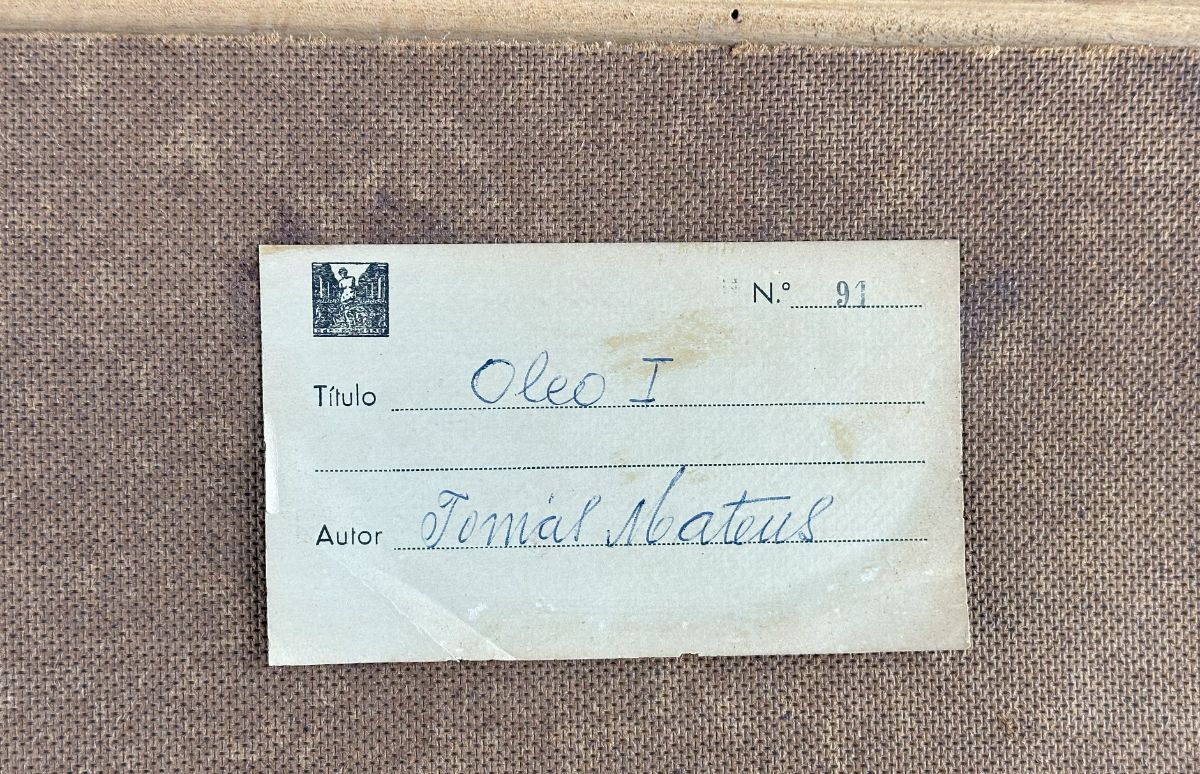 N.º 91
Título Oleo I
Autor Tomás Mateus